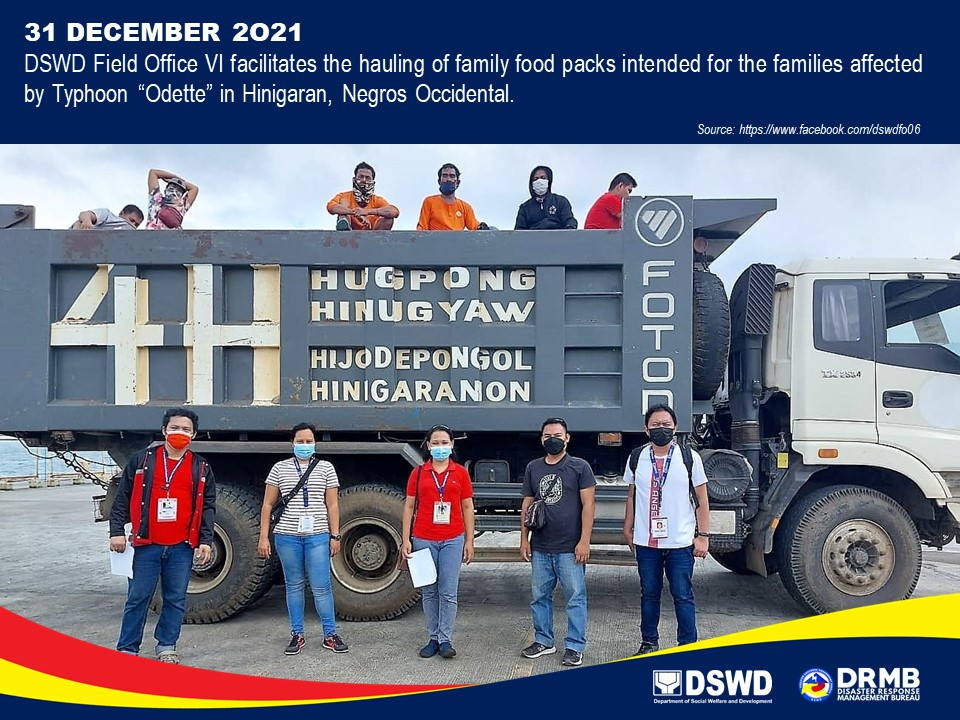 31 DECEMBER 2O21
DSWD Field Office VI facilitates the hauling of family food packs intended for the families affected
by Typhoon “Odette” in Hinigaran, Negros Occidental.
Source: https://www.facebook.com/dswdfo06
4H
HUGPONG
HINUGYAW
HIJODEPONGOL
HINIGARANON
FOTON
DSWD
Department of Social Welfare and Development
DRMB
DISASTER RESPONSE
MANAGEMENT BUREAU